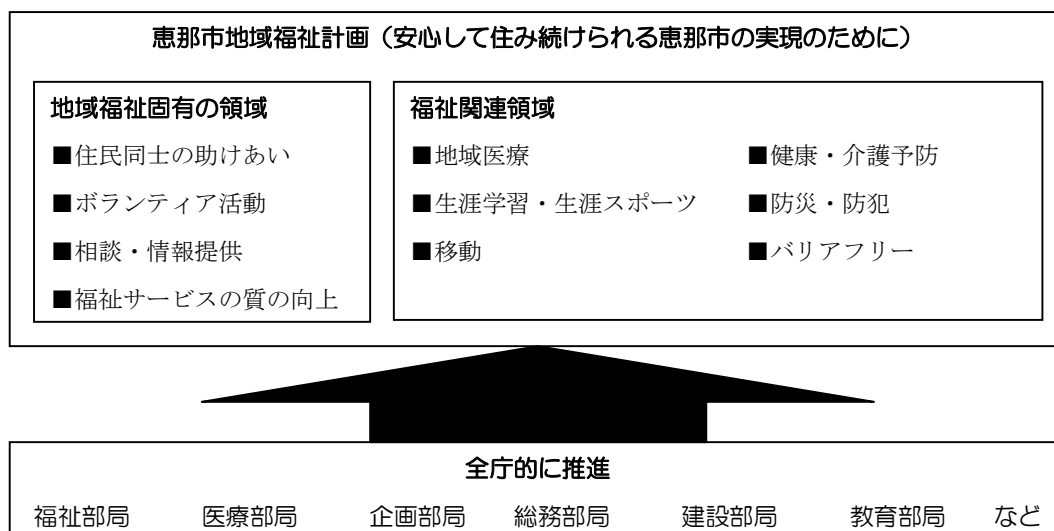 恵那市地域福祉計画（安心して住み続けられる恵那市の実現のために）
地域福祉固有の領域
■住民同士の助けあい
■ボランティア活動
■相談・情報提供
■福祉サービスの質の向上
福祉関連領域
■地域医療 ■健康・介護予防
■生涯学習・生涯スポーツ ■防災・防犯
■移動 ■バリアフリー
全庁的に推進
福祉部局 医療部局 企画部局 総務部局 建設部局 教育部局 など